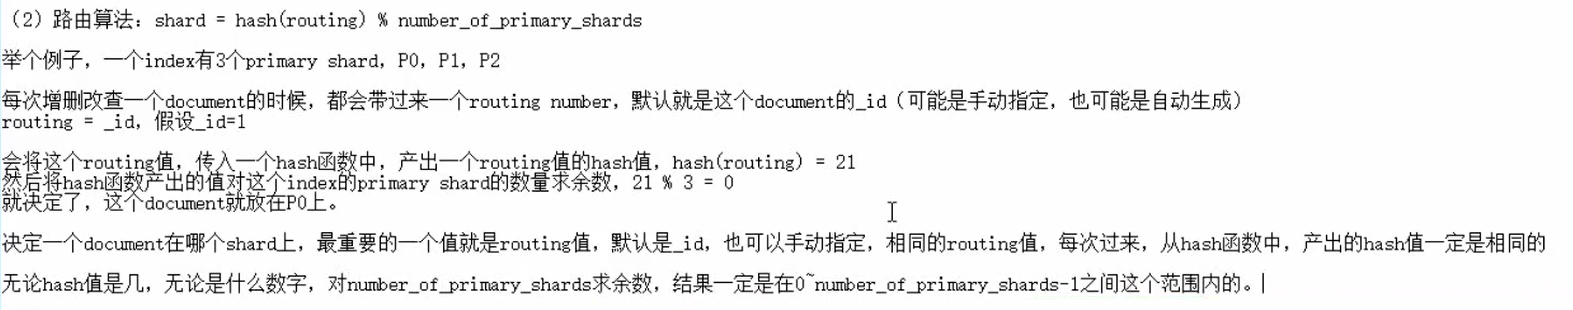 （2）路由算法：shard = hash(routing) % number_of_primary_shards
举个例子，一个index有3个primary shard，P0，P1，P2
每次增删改查一个document的时候，都会带过来一个routing number，默认就是这个document的_id（可能是手动指定，也可能是自动生成）
routing = _id，假设_id=1
会将这个routing值，传入一个hash函数中，产出一个routing值的hash值，hash(routing) = 21
然后将hash函数产出的值对这个index的primary shard的数量求余数，21 % 3 = 0
就决定了，这个document就放在P0上。
决定一个document在哪个shard上，最重要的一个值就是routing值，默认是_id，也可以手动指定，相同的routing值，每次过来，从hash函数中，产出的hash值一定是相同的
无论hash值是几，无论是什么数字，对number_of_primary_shards求余数，结果一定是在0~number_of_primary_shards-1之间这个范围内的。